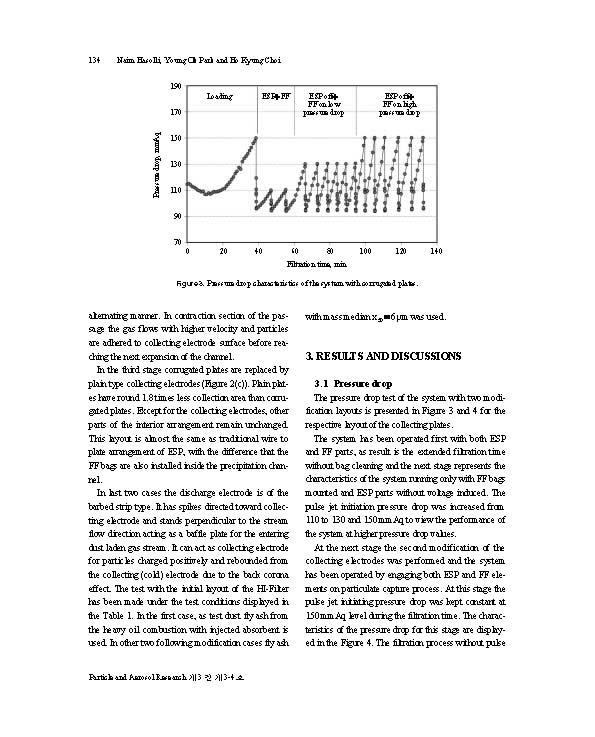 134 Naim Hasolli, Young Ok Park and Ho Kyung Choi
190
170
150
130
110
90
70
Pressure drop, mmAq
Loading
ESP+FF
ESP off+
FF on low
pressure drop
ESP off+
FF on high
pressure drop
0 20 40 60 80 100 120 140
Filtration time, min
Figure 3. Pressure drop characteristics of the system with corrugated plates.
alternating manner. In contraction section of the pas-
sage the gas flows with higher velocity and particles
are adhered to collecting electrode surface before rea-
ching the next expansion of the channel.
In the third stage corrugated plates are replaced by
plain type collecting electrodes (Figure 2(c)). Plain plat-
es have round 1.8 times less collection area than corru-
gated plates. Except for the collecting electrodes, other
parts of the interior arrangement remain unchanged.
This layout is almost the same as traditional wire to
plate arrangement of ESP, with the difference that the
FF bags are also installed inside the precipitation chan-
nel.
In last two cases the discharge electrode is of the
barbed strip type. It has spikes directed toward collec-
ting electrode and stands perpendicular to the stream
flow direction acting as a baffle plate for the entering
dust laden gas stream. It can act as collecting electrode
for particles charged positively and rebounded from
the collecting (cold) electrode due to the back corona
effect. The test with the initial layout of the HI-Filter
has been made under the test conditions displayed in
the Table 1. In the first case, as test dust fly ash from
the heavy oil combustion with injected absorbent is
used. In other two following modification cases fly ash
with mass median x50=6 μm was used.
3. RESULTS AND DISCUSSIONS
3.1 Pressure drop
The pressure drop test of the system with two modi-
fication layouts is presented in Figure 3 and 4 for the
respective layout of the collecting plates.
The system has been operated first with both ESP
and FF parts, as result is the extended filtration time
without bag cleaning and the next stage represents the
characteristics of the system running only with FF bags
mounted and ESP parts without voltage induced. The
pulse jet initiation pressure drop was increased from
110 to 130 and 150 mmAq to view the performance of
the system at higher pressure drop values.
At the next stage the second modification of the
collecting electrodes was performed and the system
has been operated by engaging both ESP and FF ele-
ments on particulate capture process. At this stage the
pulse jet initiating pressure drop was kept constant at
150 mmAq level during the filtration time. The charac-
teristics of the pressure drop for this stage are display-
ed in the Figure 4. The filtration process without pulse
Particle and Aerosol Research 제3권 제3-4호